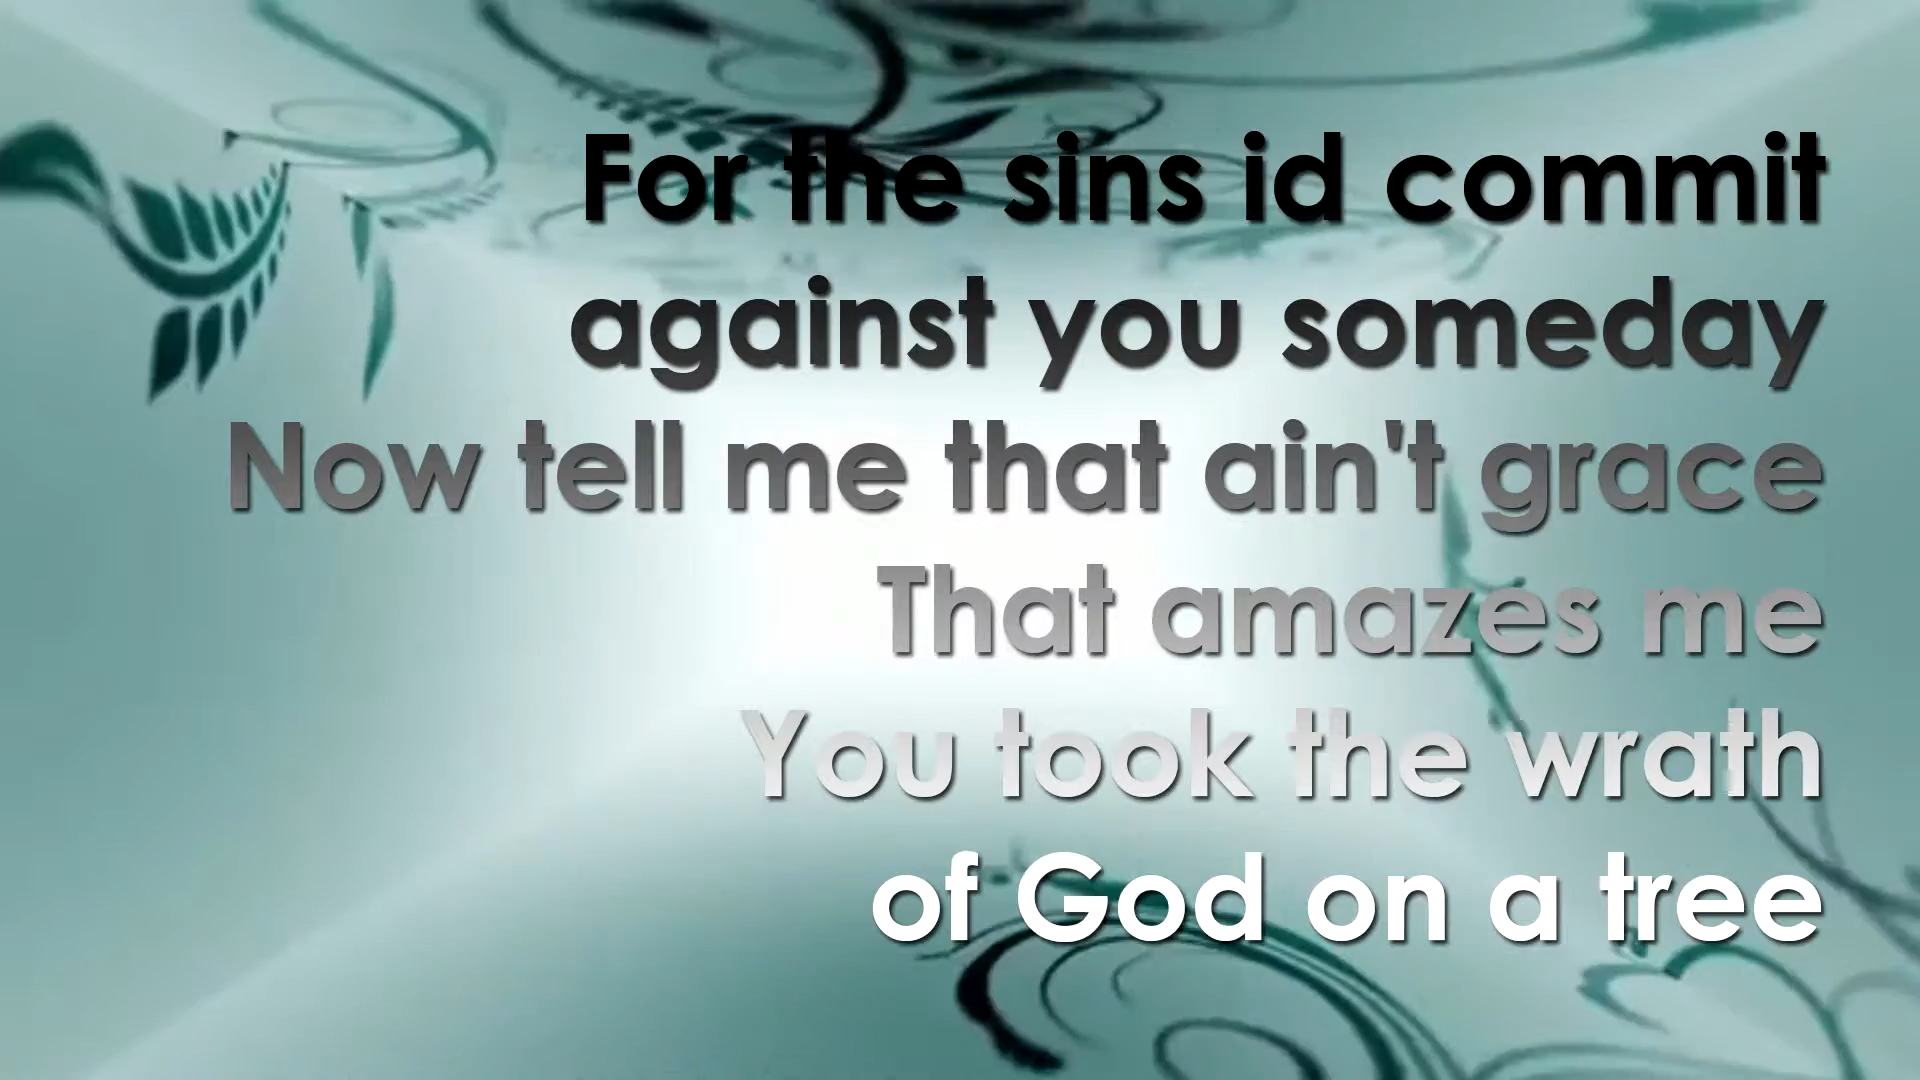 For the sins id commit
against you someday
Now tell me that ain't grace
That amazes me
You took the wrath
of God on a tree